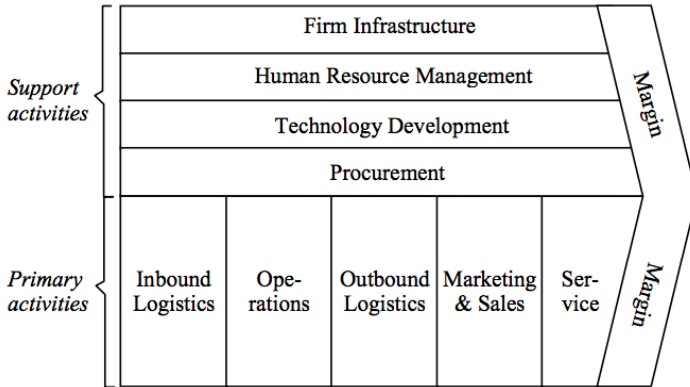 Firm Infrastructure
Human Resource Management
Technology Development
Procurement
Support
activities
Margin
Primary
activities
Inbound
Logistics
Ope-
rations
Outbound
Logistics
Marketing
& Sales
Ser-
vice
Margin